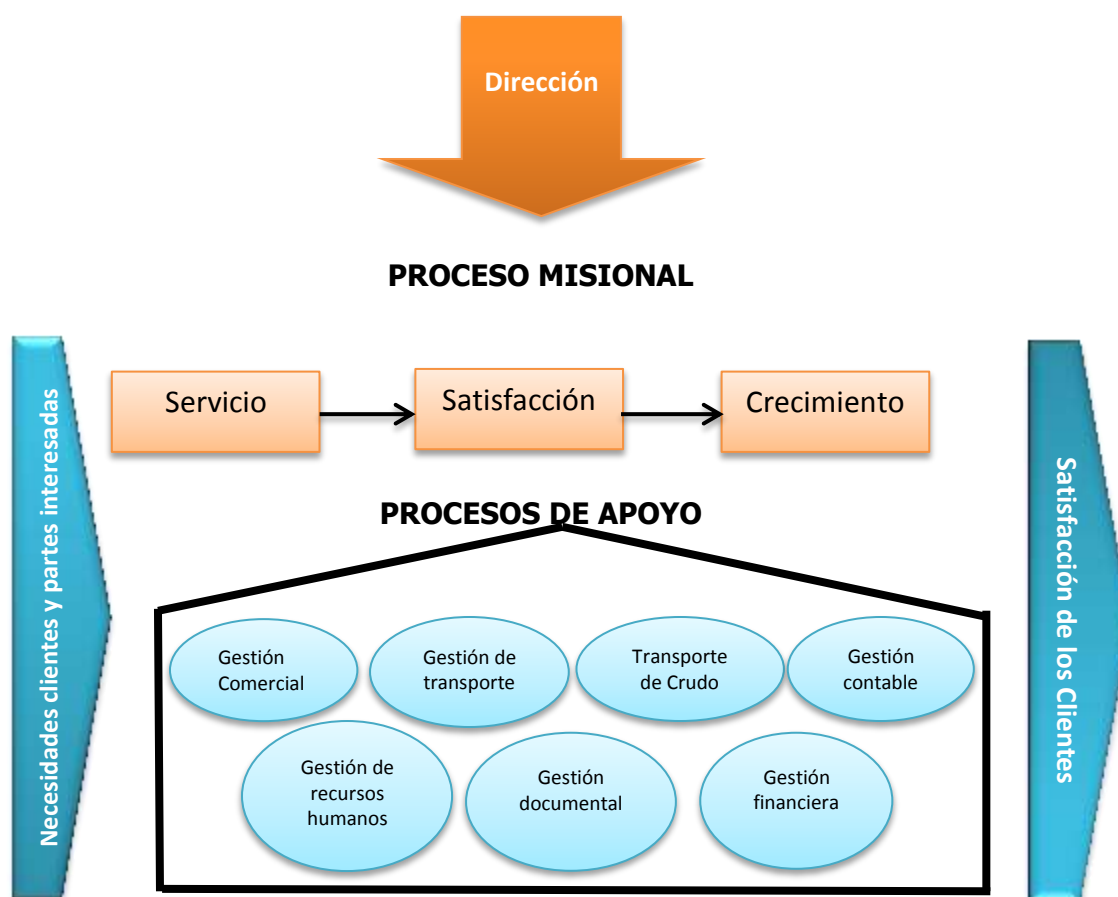 Dirección
PROCESO MISIONAL
Necesidades clientes y partes interesadas
Servicio
Satisfacción
Crecimiento
Satisfacción de los Clientes
PROCESOS DE APOYO
Gestión
Comercial
Gestión de
transporte
Transporte
de Crudo
Gestión
contable
Gestión de
recursos
humanos
Gestión
documental
Gestión
financiera